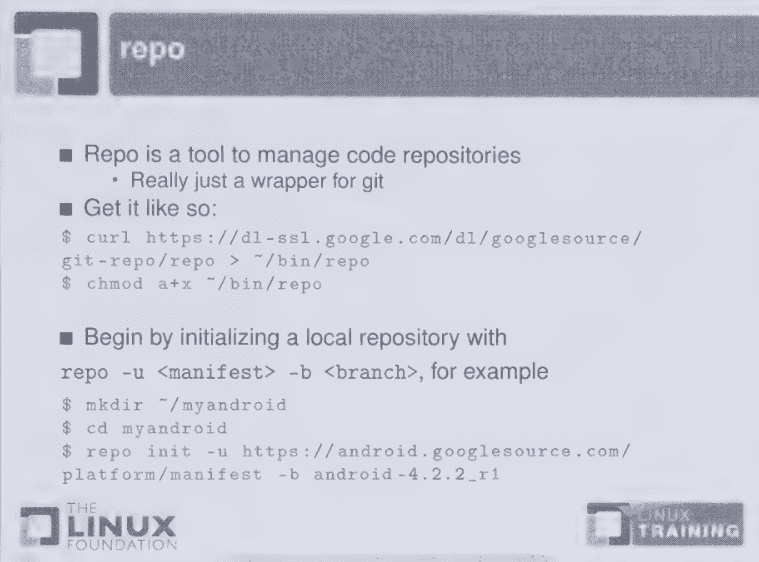 repo
■ Repo is a tool to manage code repositories
• Really just a wrapper for git
■ Get it like so:
$ curl https://dl-ssl.google.com/dl/googlesource/
git-repo/repo > ~/bin/repo
$ chmod a+x ~/bin/repo
■ Begin by initializing a local repository with
repo -u <manifest> -b <branch>, for example
$ mkdir ~/myandroid
$ cd myandroid
$ repo init -u https://android.googlesource.com/
platform/manifest -b android-4.2.2_r1
THE
LINUX
FOUNDATION
LINUX
TRAINING